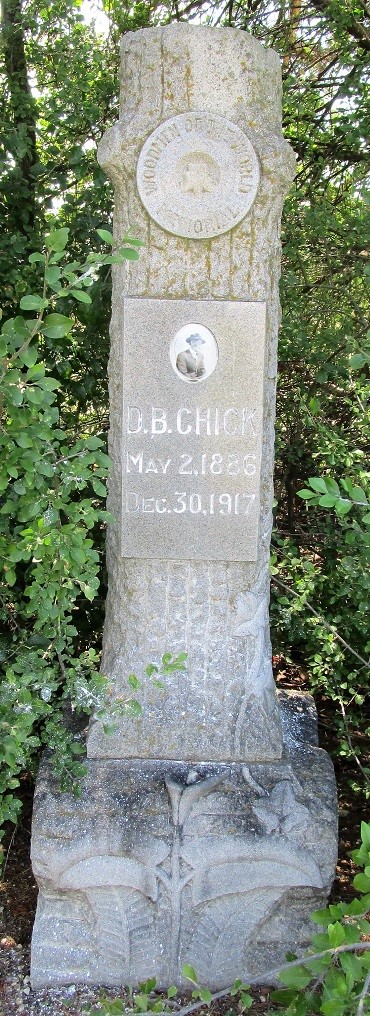 WOODMEN OF THE WORLD
MEMORIAL
D.B. CHICK
MAY 2, 1886
DEC. 30, 1917